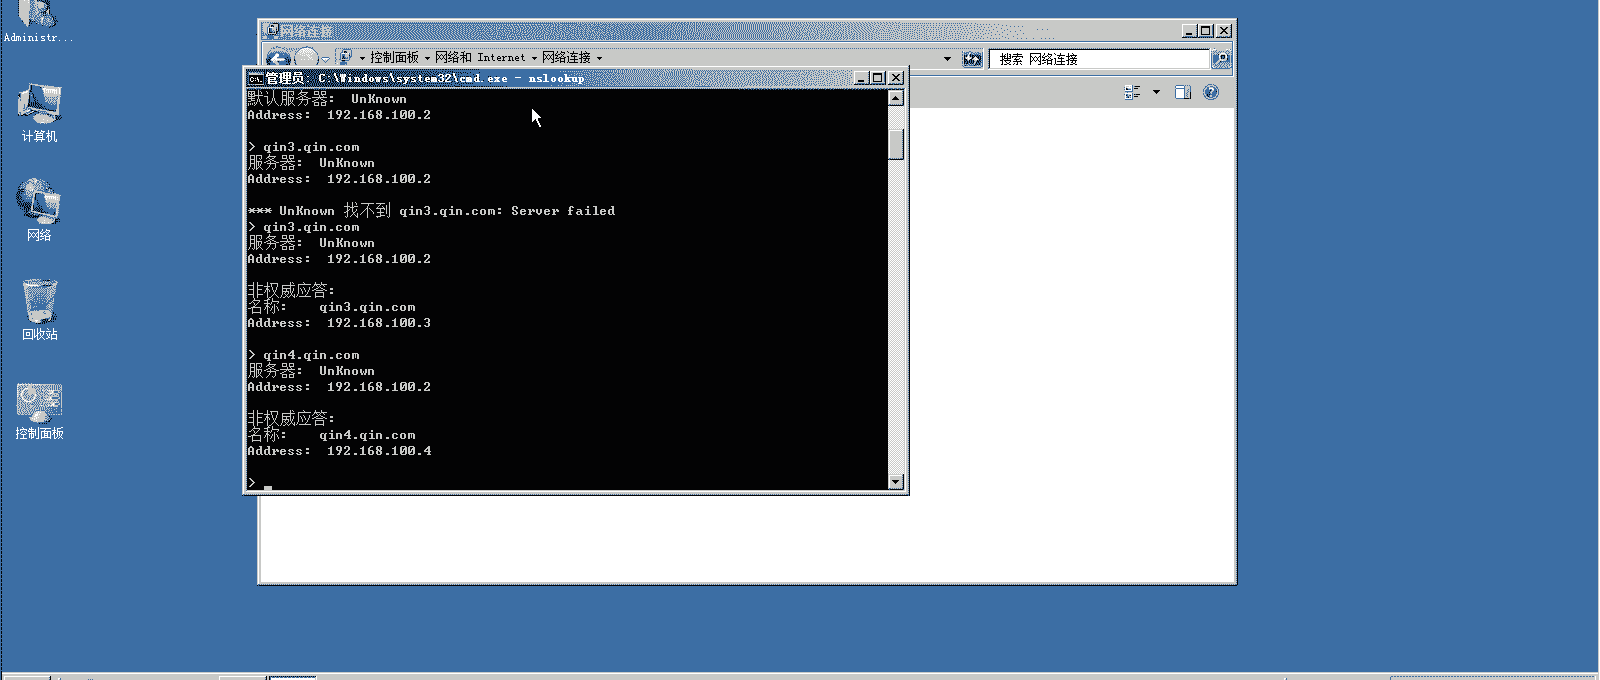 Administr...
计算机
网络
回收站
控制面板
网络连接
控制面板 网络和 Internet 网络连接
搜索 网络连接
管理员: C:\Windows\system32\cmd.exe - nslookup
默认服务器:  UnKnown
Address:  192.168.100.2
> qin3.qin.com
服务器:  UnKnown
Address:  192.168.100.2
*** UnKnown 找不到 qin3.qin.com: Server failed
> qin3.qin.com
服务器:  UnKnown
Address:  192.168.100.2
非权威应答:
名称:    qin3.qin.com
Address:  192.168.100.3
> qin4.qin.com
服务器:  UnKnown
Address:  192.168.100.2
非权威应答:
名称:    qin4.qin.com
Address:  192.168.100.4
>